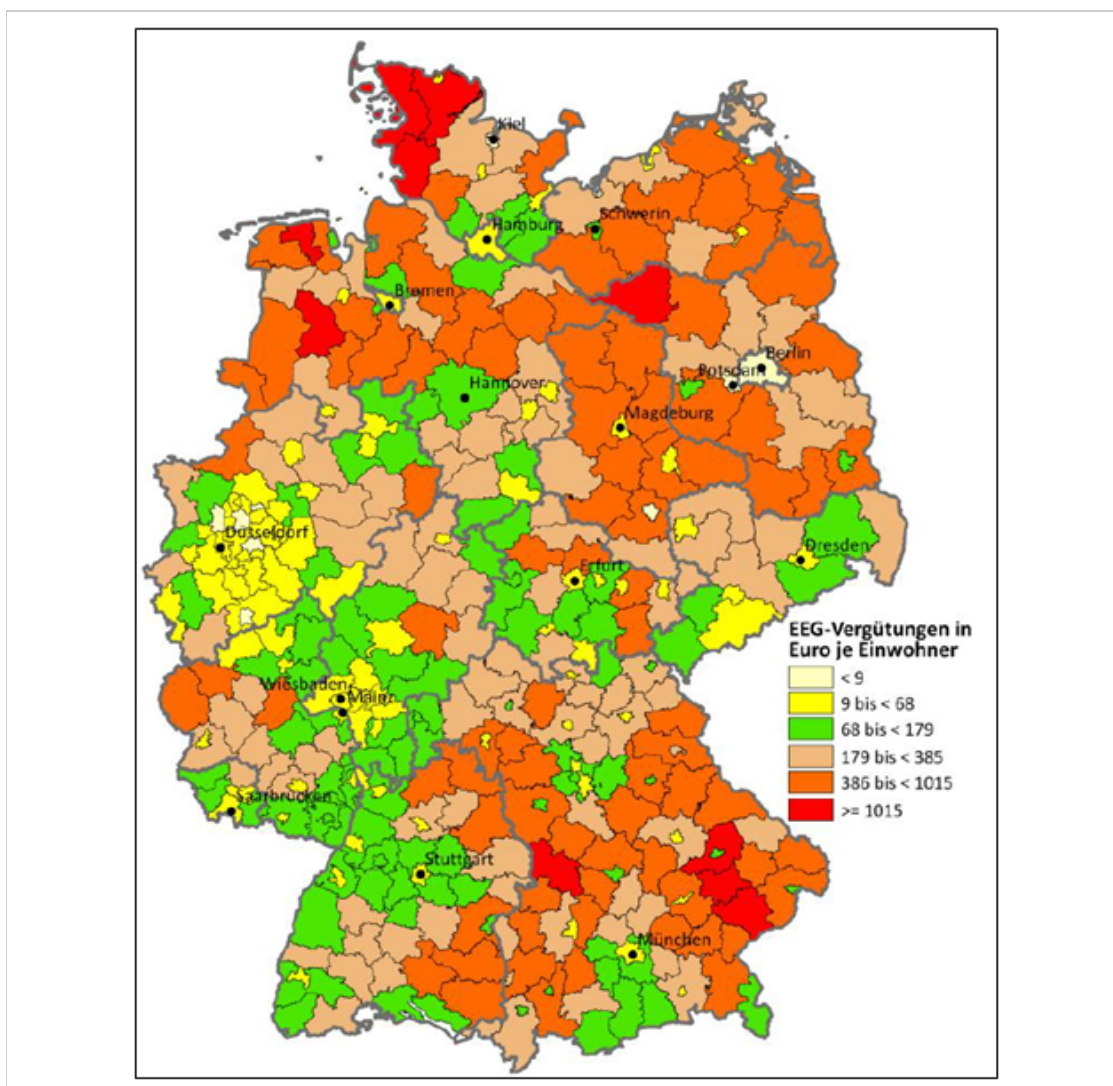 Kiel
Schwerin
Hamburg
Bremen
Berlin
Potsdam
Hannover
Magdeburg
Düsseldorf
Dresden
Erfurt
EEG-Vergütungen in
Euro je Einwohner
< 9
9 bis < 68
68 bis < 179
179 bis < 385
386 bis < 1015
>= 1015
Wiesbaden
Mainz
Saarbrücken
Stuttgart
München